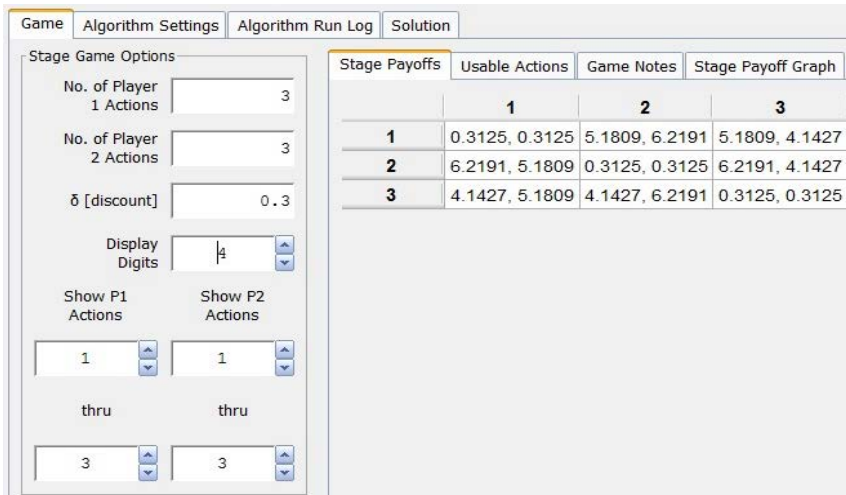 Game Algorithm Settings Algorithm Run Log Solution
Stage Game Options
No. of Player
1 Actions
3
No. of Player
2 Actions
3
δ [discount]
0.3
Display
Digits
4
Show P1
Actions
Show P2
Actions
1 1
thru thru
3 3
Stage Payoffs Usable Actions Game Notes Stage Payoff Graph
1 2 3
1 0.3125, 0.3125 5.1809, 6.2191 5.1809, 4.1427
2 6.2191, 5.1809 0.3125, 0.3125 6.2191, 4.1427
3 4.1427, 5.1809 4.1427, 6.2191 0.3125, 0.3125